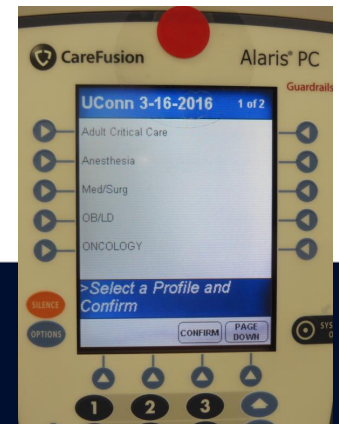 CareFusion
Alaris® PC
Guardrails
UConn 3-16-2016 1 of 2
Adult Critical Care
Anesthesia
Med/Surg
OB/LD
ONCOLOGY
>Select a Profile and
Confirm
SILENCE
OPTIONS
CONFIRM
PAGE
DOWN
SYS
1 2 3